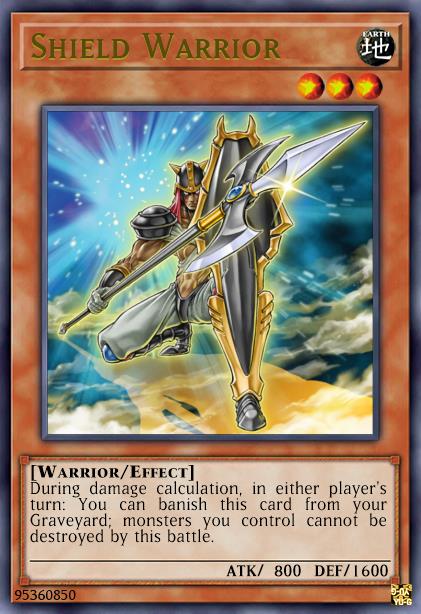 Shield Warrior
EARTH
地
[Warrior/Effect]
During damage calculation, in either player's
turn: You can banish this card from your
Graveyard; monsters you control cannot be
destroyed by this battle.
ATK/ 800 DEF/1600
95360850